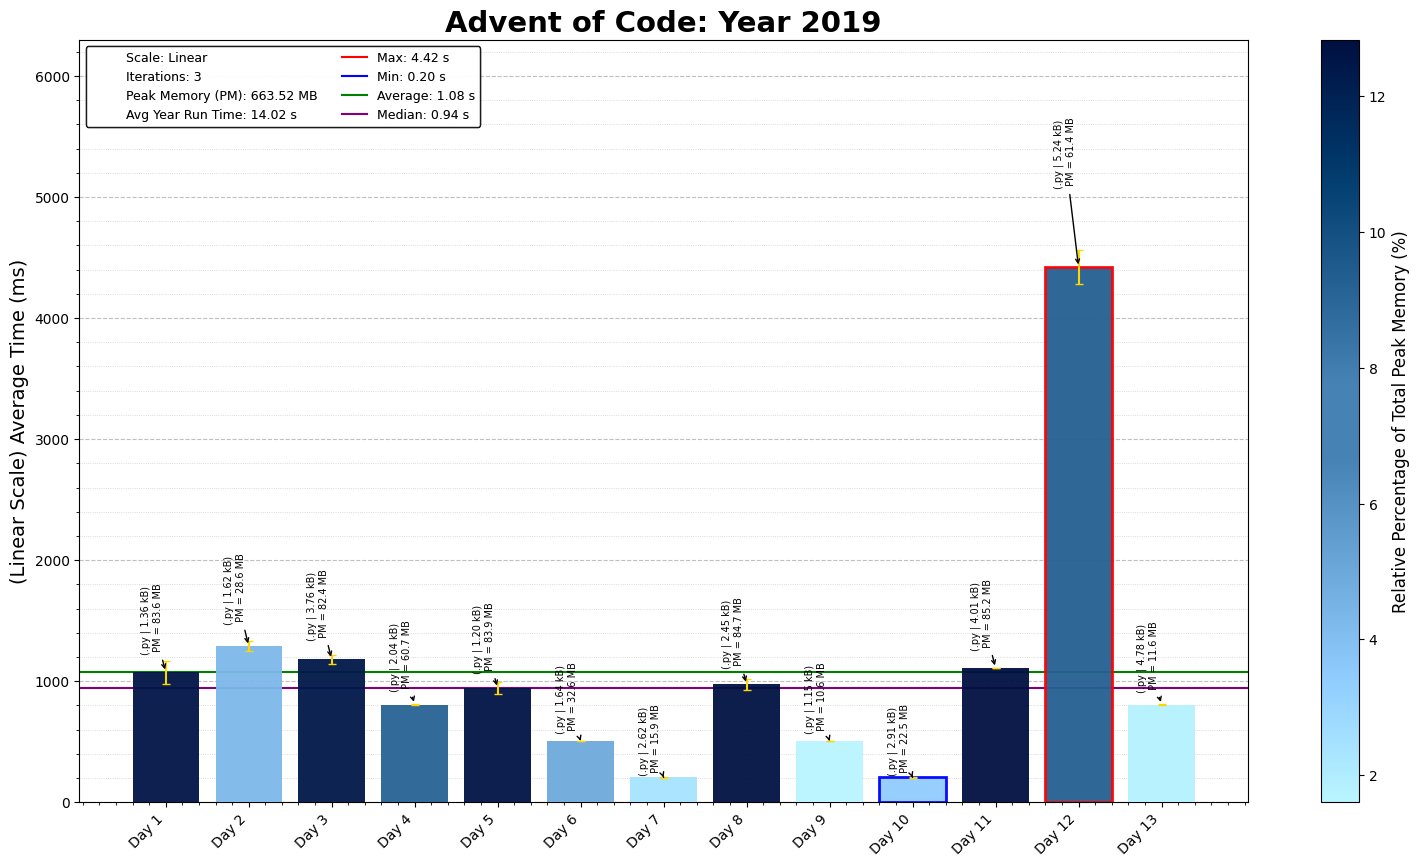 Advent of Code: Year 2019
(Linear Scale) Average Time (ms)
6000
5000
4000
3000
2000
1000
0
Scale: Linear
Iterations: 3
Peak Memory (PM): 663.52 MB
Avg Year Run Time: 14.02 s
Max: 4.42 s
Min: 0.20 s
Average: 1.08 s
Median: 0.94 s
(.py | 1.36 kB)
PM = 83.6 MB
(.py | 1.62 kB)
PM = 28.6 MB
(.py | 3.76 kB)
PM = 82.4 MB
(.py | 2.04 kB)
PM = 60.7 MB
(.py | 1.20 kB)
PM = 83.9 MB
(.py | 1.64 kB)
PM = 32.6 MB
(.py | 2.62 kB)
PM = 15.9 MB
(.py | 2.45 kB)
PM = 84.7 MB
(.py | 1.15 kB)
PM = 10.6 MB
(.py | 2.91 kB)
PM = 22.5 MB
(.py | 4.01 kB)
PM = 85.2 MB
(.py | 5.24 kB)
PM = 61.4 MB
(.py | 4.78 kB)
PM = 11.6 MB
Day 1
Day 2
Day 3
Day 4
Day 5
Day 6
Day 7
Day 8
Day 9
Day 10
Day 11
Day 12
Day 13
12
10
8
6
4
2
Relative Percentage of Total Peak Memory (%)